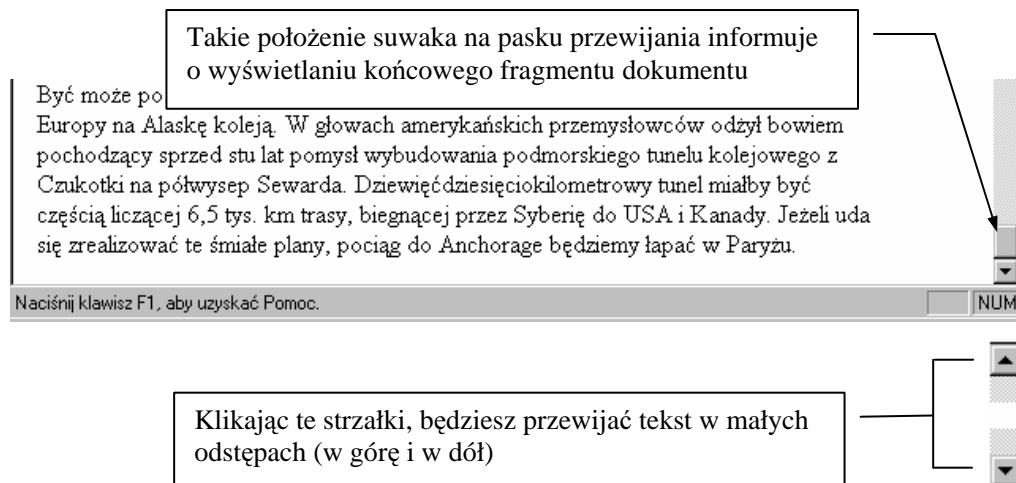 Takie położenie suwaka na pasku przewijania informuje
o wyświetlaniu końcowego fragmentu dokumentu
Być może po
Europy na Alaskę koleją. W głowach amerykańskich przemysłowców odżył bowiem
pochodzący sprzed stu lat pomysł wybudowania podmorskiego tunelu kolejowego z
Czukotki na półwysep Sewarda. Dziewięćdziesięciokilometrowy tunel miałby być
częścią liczącej 6,5 tys. km trasy, biegnącej przez Syberię do USA i Kanady. Jeżeli uda
się zrealizować te śmiałe plany, pociąg do Anchorage będziemy łapać w Paryżu.
Naciśnij klawisz F1, aby uzyskać Pomoc.
NUM
Klikając te strzałki, będziesz przewijać tekst w małych
odstępach (w górę i w dół)